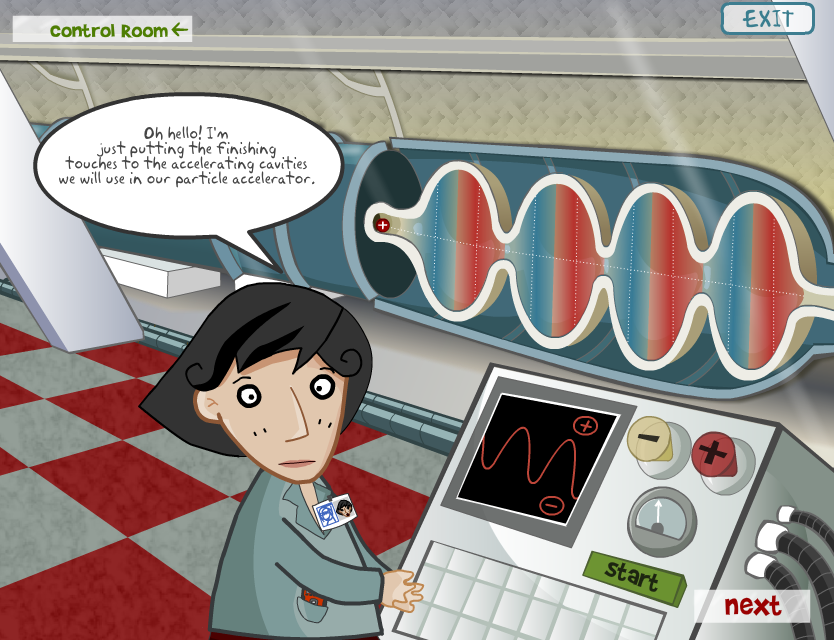 Control Room
EXIT
Oh hello! I'm
just putting the finishing
touches to the accelerating cavities
we will use in our particle accelerator.
+
+
-
- +
start
next